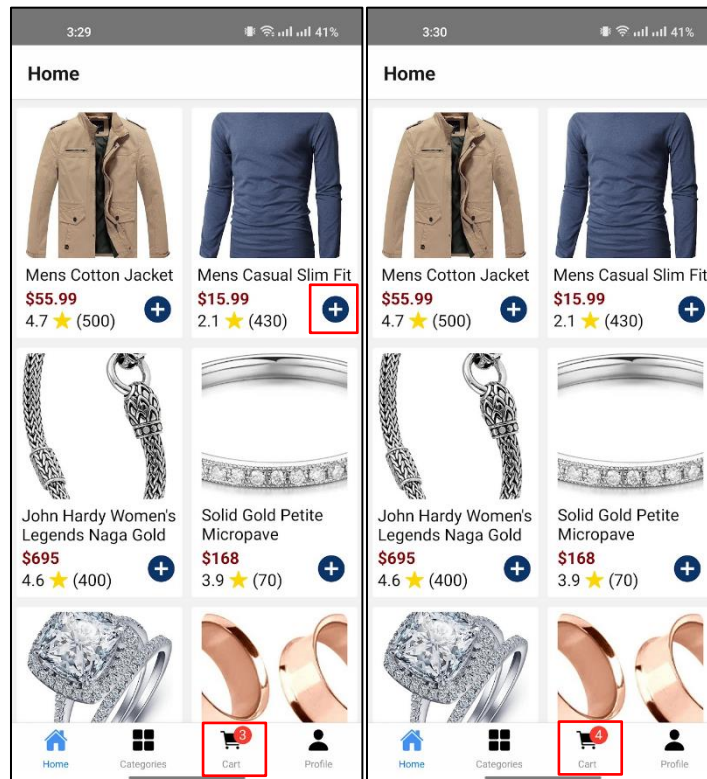 3:29
41%
Home
Mens Cotton Jacket
$55.99
4.7 (500)
Mens Casual Slim Fit
$15.99
2.1 (430)
John Hardy Women's
Legends Naga Gold
$695
4.6 (400)
Solid Gold Petite
Micropave
$168
3.9 (70)
3
Home
Categories
Cart
Profile
3:30
41%
Home
Mens Cotton Jacket
$55.99
4.7 (500)
Mens Casual Slim Fit
$15.99
2.1 (430)
John Hardy Women's
Legends Naga Gold
$695
4.6 (400)
Solid Gold Petite
Micropave
$168
3.9 (70)
4
Home
Categories
Cart
Profile